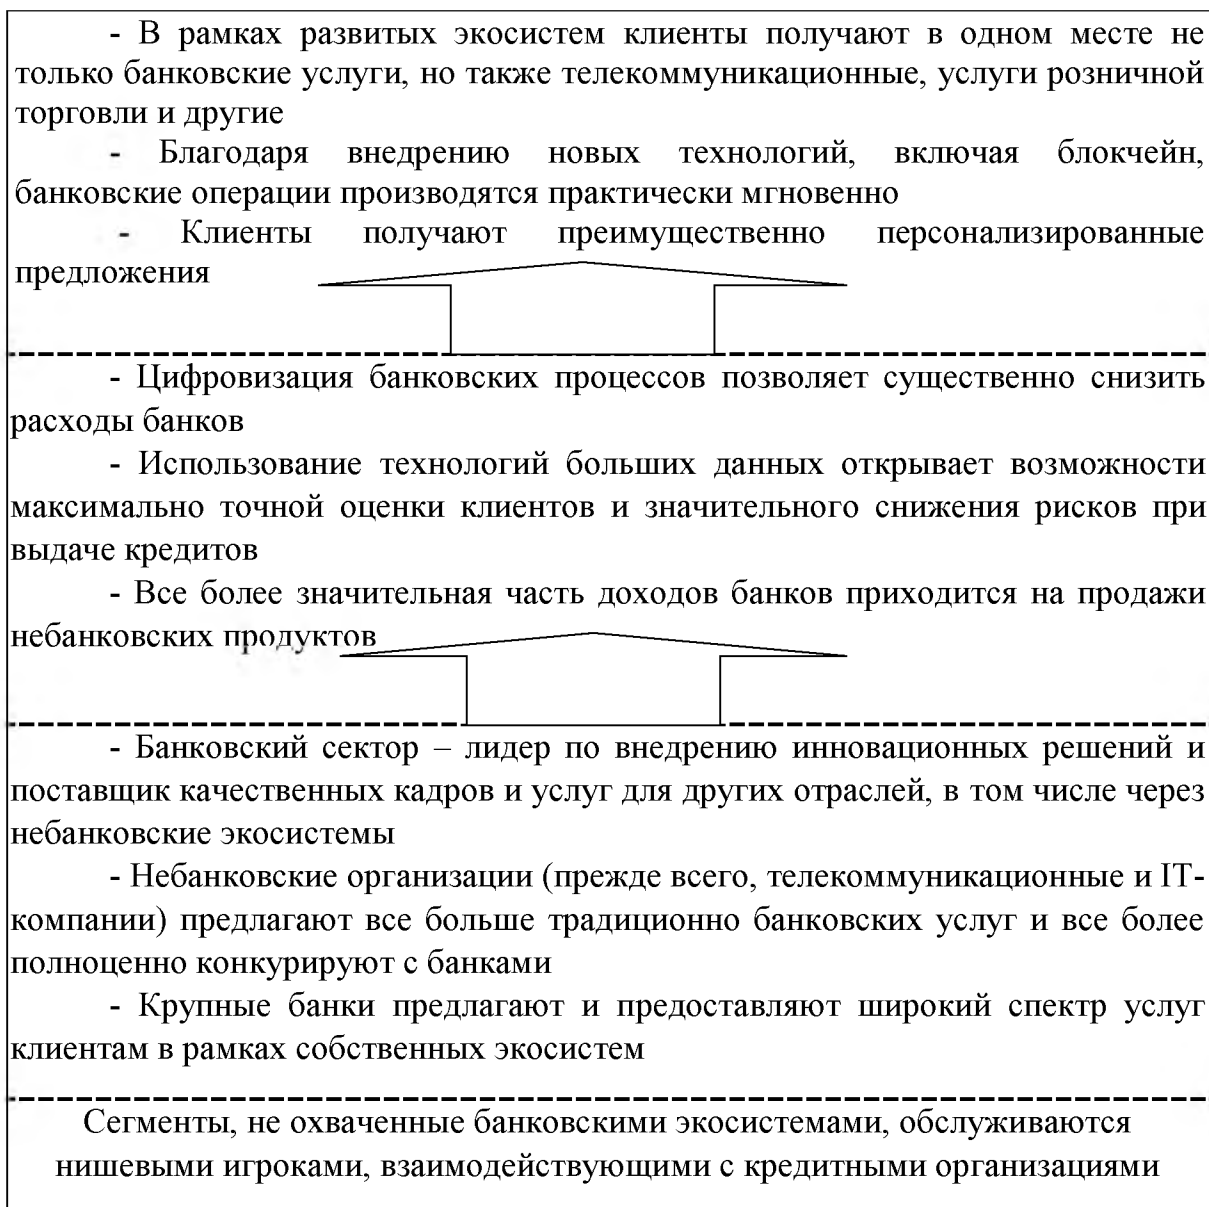 - В рамках развитых экосистем клиенты получают в одном месте не
только банковские услуги, но также телекоммуникационные, услуги розничной
торговли и другие
- Благодаря внедрению новых технологий, включая блокчейн,
банковские операции производятся практически мгновенно
- Клиенты получают преимущественно персонализированные
предложения
- Цифровизация банковских процессов позволяет существенно снизить
расходы банков
- Использование технологий больших данных открывает возможности
максимально точной оценки клиентов и значительного снижения рисков при
выдаче кредитов
- Все более значительная часть доходов банков приходится на продажи
небанковских продуктов
- Банковский сектор – лидер по внедрению инновационных решений и
поставщик качественных кадров и услуг для других отраслей, в том числе через
небанковские экосистемы
- Небанковские организации (прежде всего, телекоммуникационные и IT-
компании) предлагают все больше традиционно банковских услуг и все более
полноценно конкурируют с банками
- Крупные банки предлагают и предоставляют широкий спектр услуг
клиентам в рамках собственных экосистем
Сегменты, не охваченные банковскими экосистемами, обслуживаются
нишевыми игроками, взаимодействующими с кредитными организациями